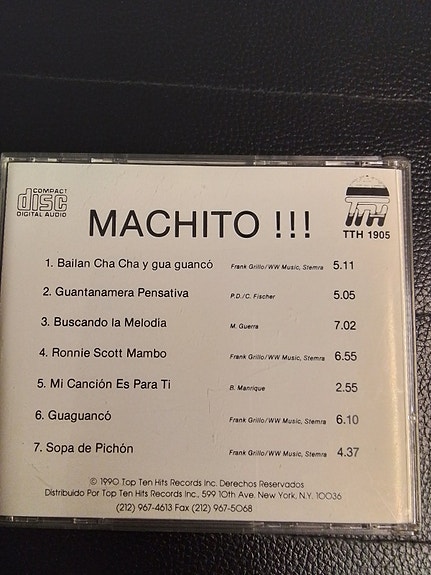 COMPACT
disc
DIGITAL AUDIO
MACHITO !!!
TTH
TTH 1905
1. Bailan Cha Cha y gua guancó Frank Grillo/WW Music, Stemra 5.11
2. Guantanamera Pensativa P.D./C. Fischer 5.05
3. Buscando la Melodia M. Guerra 7.02
4. Ronnie Scott Mambo Frank Grillo/WW Music, Stemra 6.55
5. Mi Canción Es Para Ti B. Manrique 2.55
6. Guaguancó Frank Grillo/WW Music, Stemra 6.10
7. Sopa de Pichón Frank Grillo/WW Music, Stemra 4.37
© 1990 Top Ten Hits Records Inc. Derechos Reservados
Distribuido Por Top Ten Hits Records Inc., 599 10th Ave. New York, N.Y. 10036
(212) 967-4613 Fax (212) 967-5068